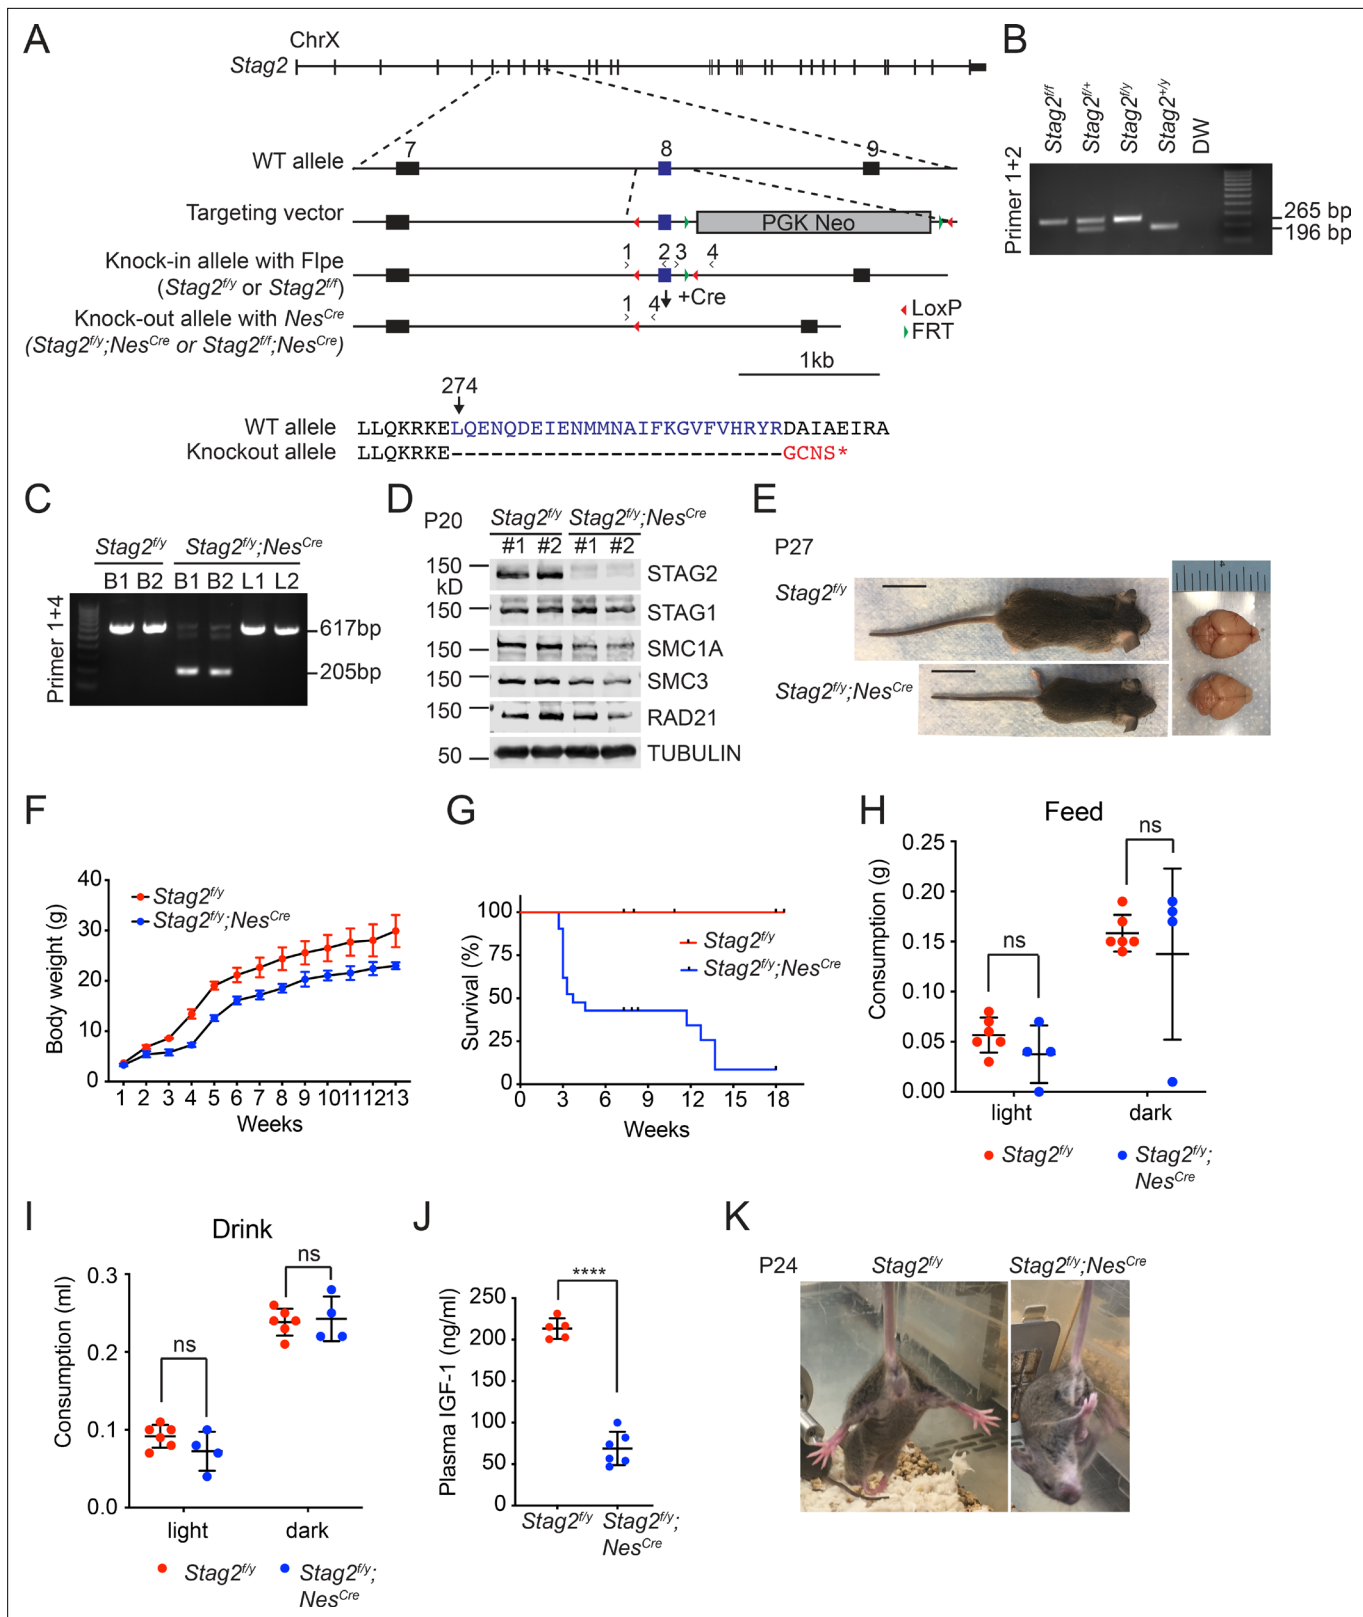 A
ChrX
Stag2
WT allele
7
8
9
Targeting vector
PGK Neo
Knock-in allele with Flpe
(Stag2f/y or Stag2f/f)
1
2
3
4
+Cre
Knock-out allele with NesCre
(Stag2f/y;NesCre or Stag2f/f;NesCre)
1
4
LoxP
FRT
1kb
274
WT allele LLQKRKELQENQDEIENMMNAIFKGVFVHRYRDAIAEIRA
Knockout allele LLQKRKE-------------------------GCNS*
B
Stag2f/f
Stag2f/+
Stag2f/y
Stag2+/y
DW
Primer 1+2
265 bp
196 bp
C
Stag2f/y Stag2f/y;NesCre
B1 B2 B1 B2 L1 L2
Primer 1+4
617bp
205bp
D
P20
Stag2f/y Stag2f/y;NesCre
#1 #2 #1 #2
150
kD
STAG2
150
STAG1
150
SMC1A
150
SMC3
150
RAD21
50
TUBULIN
E
P27
Stag2f/y
Stag2f/y;NesCre
F
Body weight (g)
40
30
20
10
0
Stag2f/y
Stag2f/y;NesCre
1 2 3 4 5 6 7 8 9 10 11 12 13
Weeks
G
Survival (%)
100
75
50
25
0
Stag2f/y
Stag2f/y;NesCre
0 3 6 9 12 15 18
Weeks
H
Feed
Consumption (g)
0.25
0.20
0.15
0.10
0.05
0.00
ns
ns
light dark
Stag2f/y
Stag2f/y;
NesCre
I
Drink
Consumption (ml)
0.3
0.2
0.1
0.0
ns
ns
light dark
Stag2f/y
Stag2f/y;
NesCre
J
Plasma IGF-1 (ng/ml)
250
200
150
100
50
0
****
Stag2f/y Stag2f/y;
NesCre
K
P24
Stag2f/y
Stag2f/y;NesCre